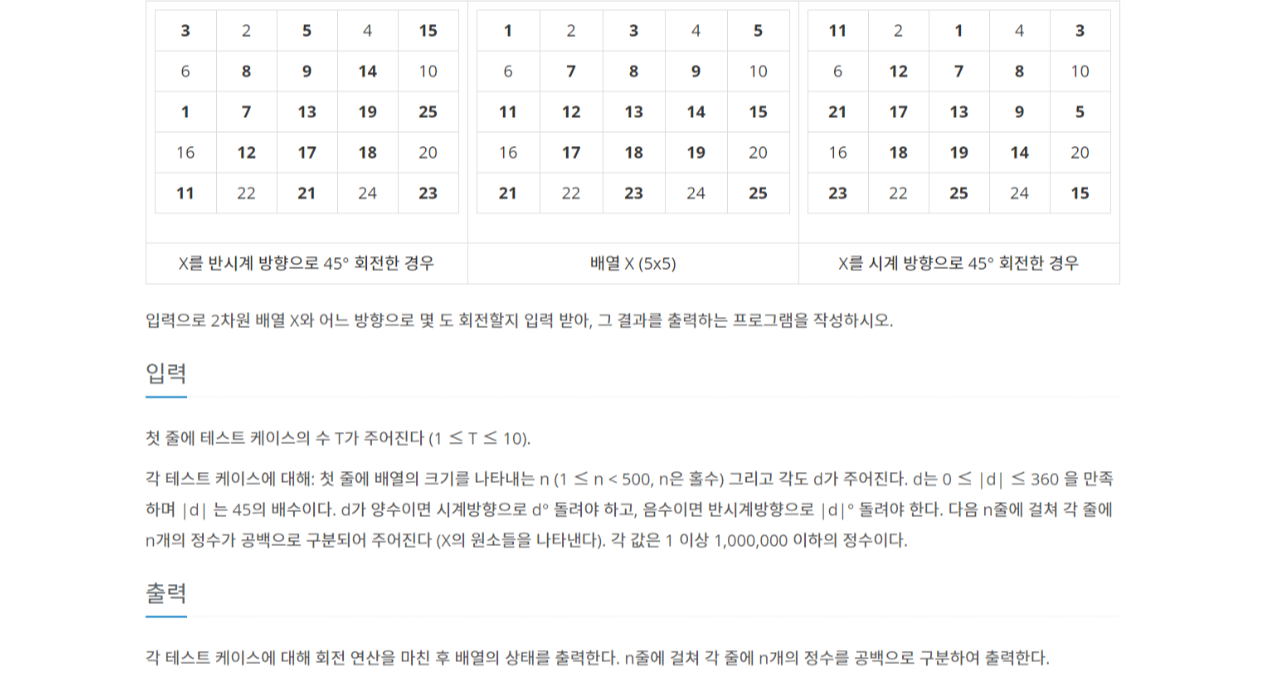 3 2 5 4 15 1 2 3 4 5 11 2 1 4 3
6 8 9 14 10 6 7 8 9 10 6 12 7 8 10
1 7 13 19 25 11 12 13 14 15 21 17 13 9 5
16 12 17 18 20 16 17 18 19 20 16 18 19 14 20
11 22 21 24 23 21 22 23 24 25 23 22 25 24 15
X를 반시계 방향으로 45° 회전한 경우 배열 X (5x5) X를 시계 방향으로 45° 회전한 경우
입력으로 2차원 배열 X와 어느 방향으로 몇 도 회전할지 입력 받아, 그 결과를 출력하는 프로그램을 작성하시오.
입력
첫 줄에 테스트 케이스의 수 T가 주어진다 (1 ≤ T ≤ 10).
각 테스트 케이스에 대해: 첫 줄에 배열의 크기를 나타내는 n (1 ≤ n < 500, n은 홀수) 그리고 각도 d가 주어진다. d는 0 ≤ |d| ≤ 360 을 만족
하며 |d| 는 45의 배수이다. d가 양수이면 시계방향으로 d° 돌려야 하고, 음수이면 반시계방향으로 |d|° 돌려야 한다. 다음 n줄에 걸쳐 각 줄에
n개의 정수가 공백으로 구분되어 주어진다 (X의 원소들을 나타낸다). 각 값은 1 이상 1,000,000 이하의 정수이다.
출력
각 테스트 케이스에 대해 회전 연산을 마친 후 배열의 상태를 출력한다. n줄에 걸쳐 각 줄에 n개의 정수를 공백으로 구분하여 출력한다.